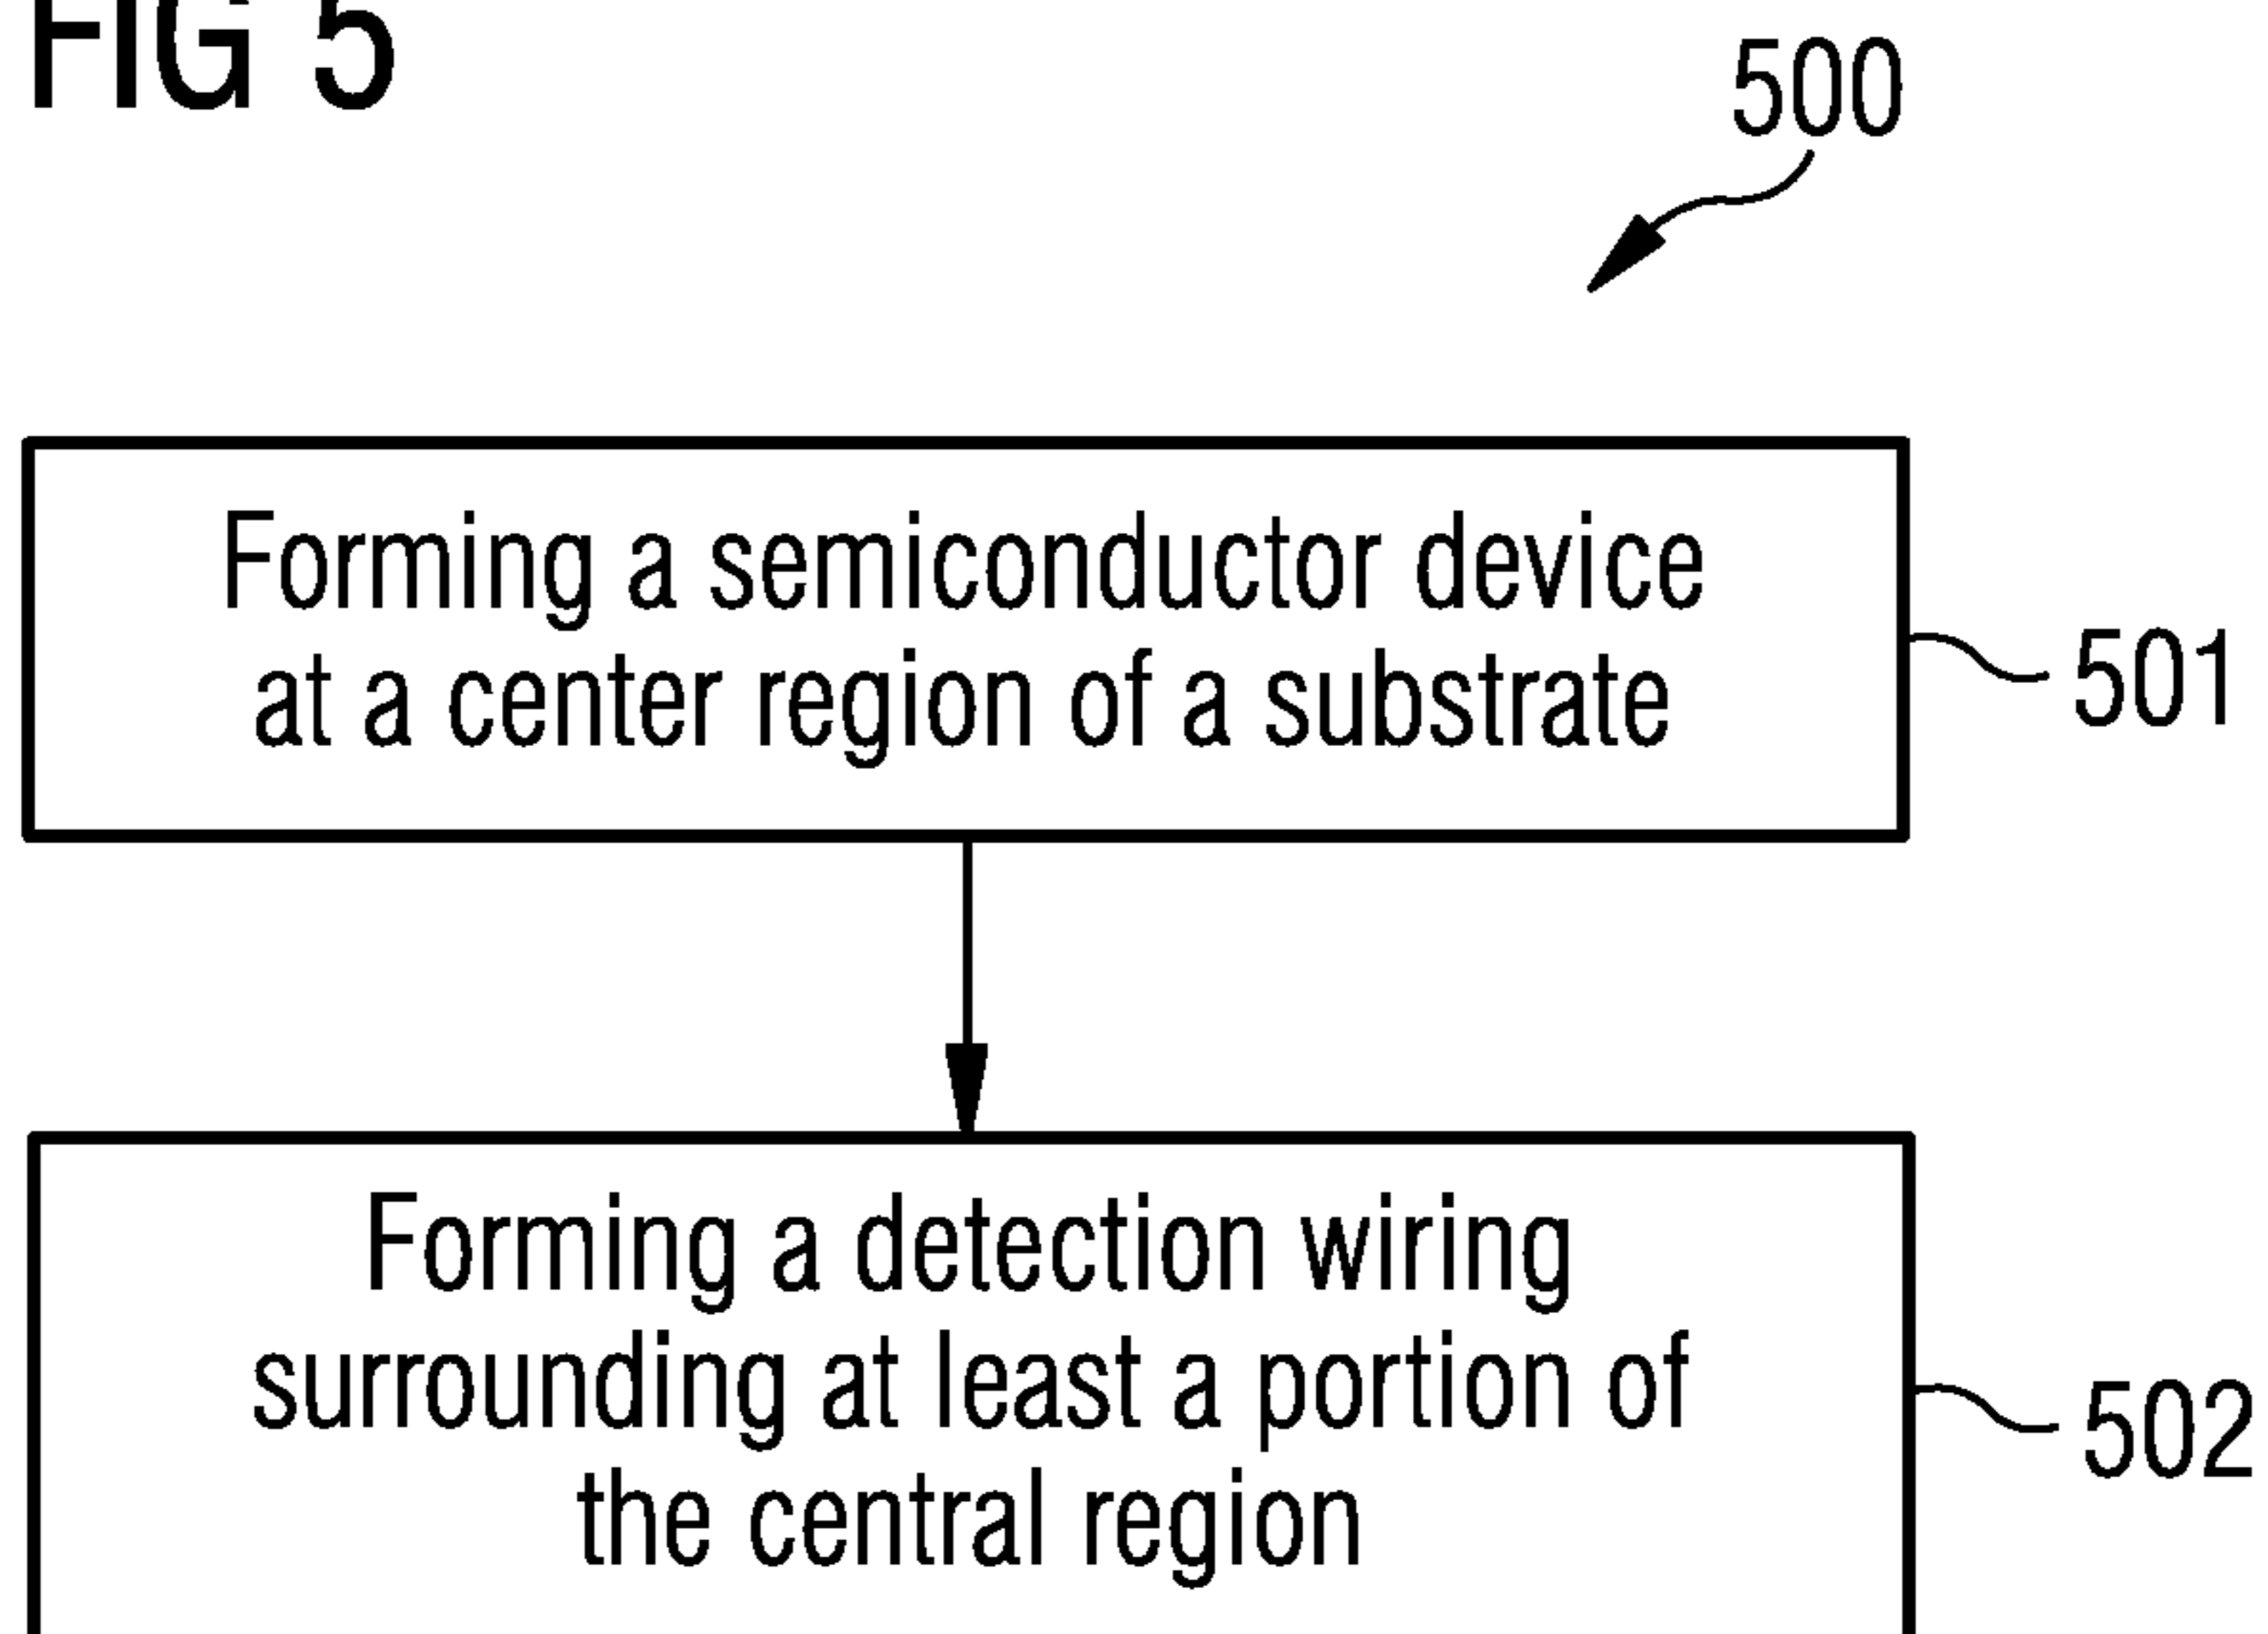 FIG 5
500
Forming a semiconductor device
at a center region of a substrate
501
Forming a detection wiring
surrounding at least a portion of
the central region
502